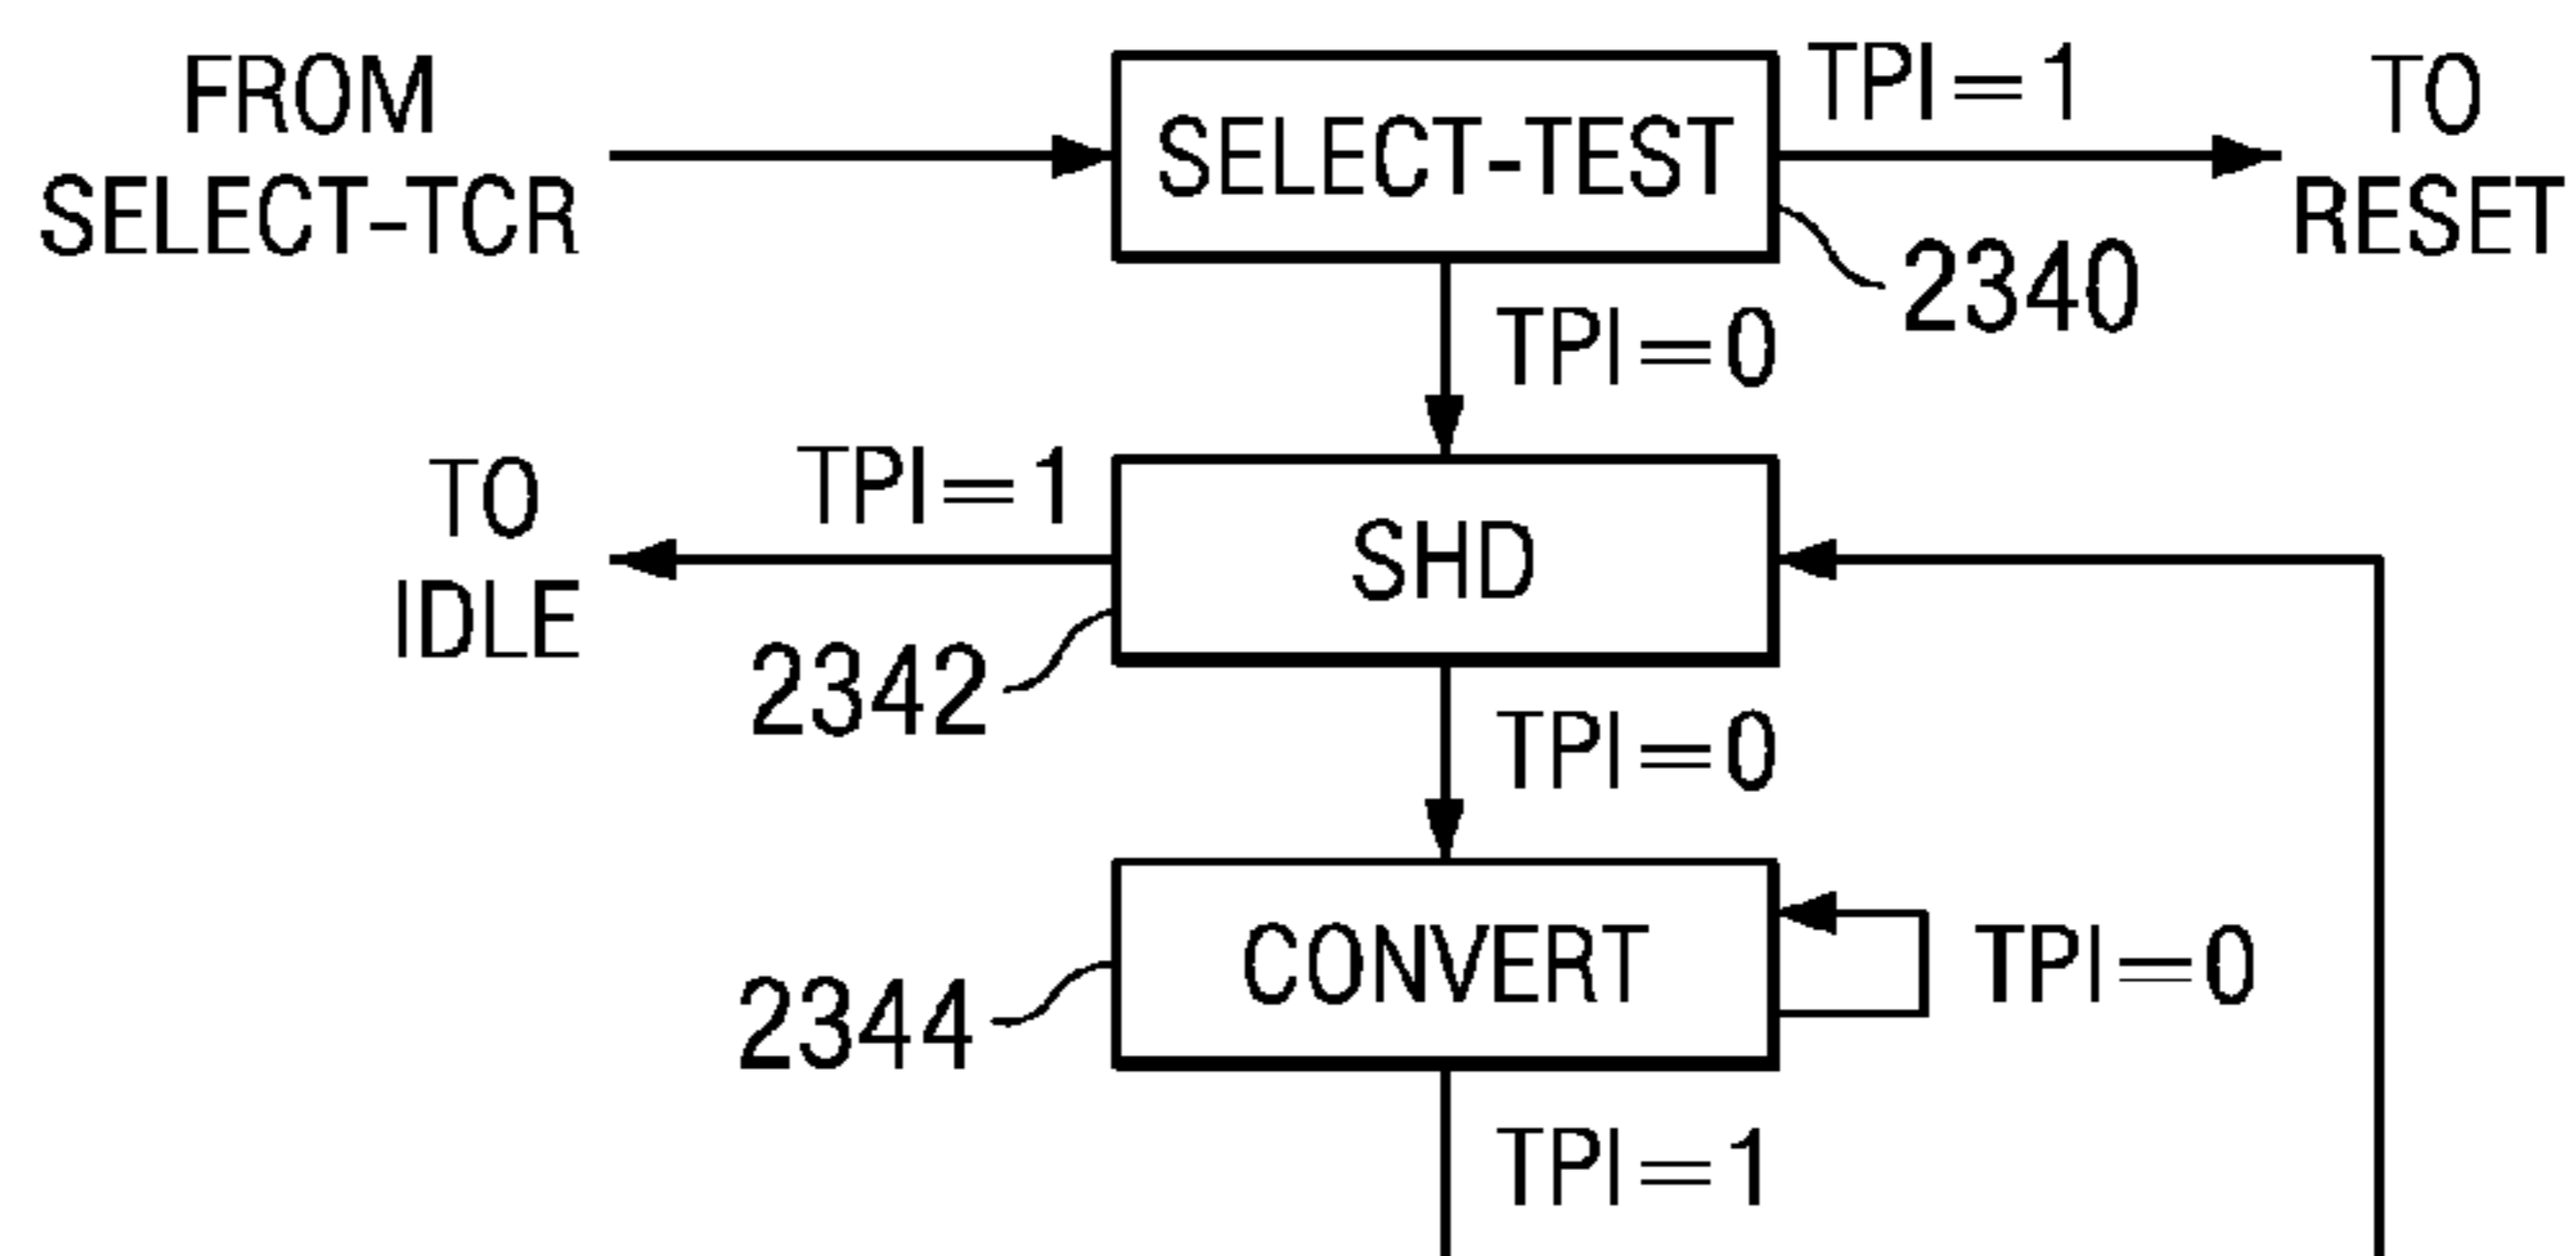 FROM
SELECT-TCR
SELECT-TEST
TPI=1
TO
RESET
2340
TPI=0
TO
IDLE
TPI=1
SHD
2342
TPI=0
CONVERT
TPI=0
2344
TPI=1